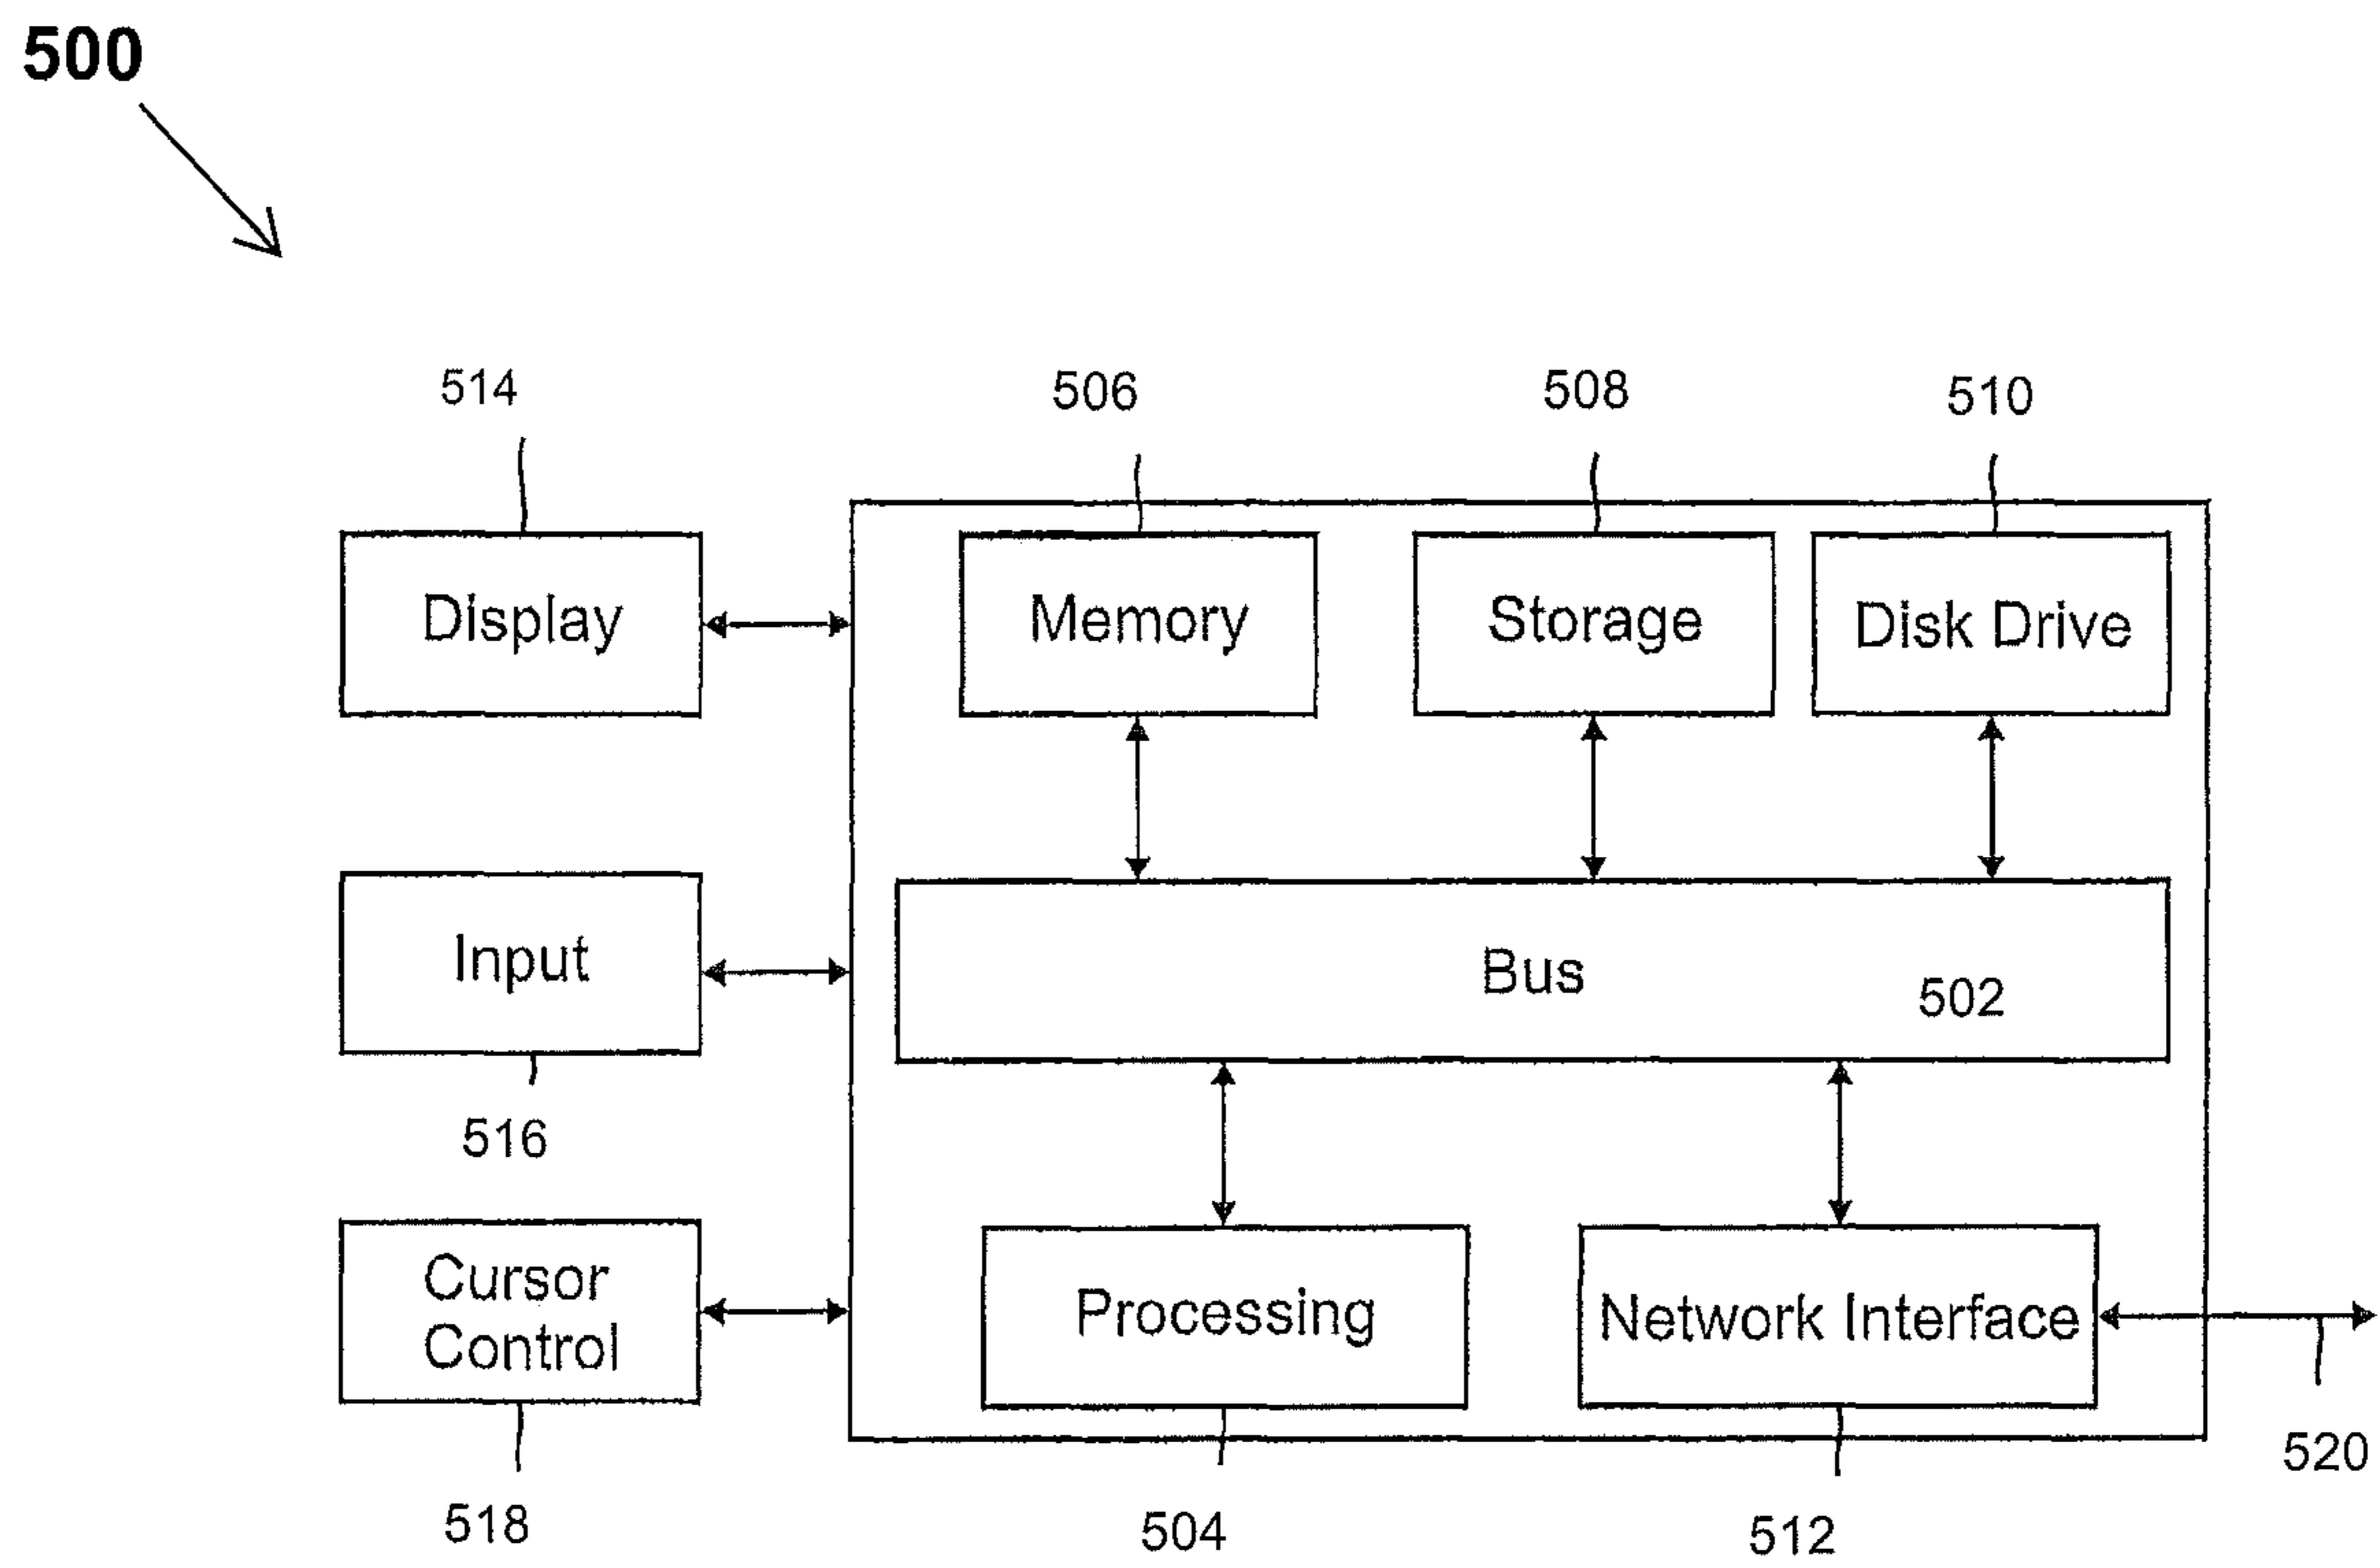 500
514
506
508
510
Display
Memory
Storage
Disk Drive
Input
Bus
502
516
Cursor
Control
Processing
Network Interface
520
518
504
512